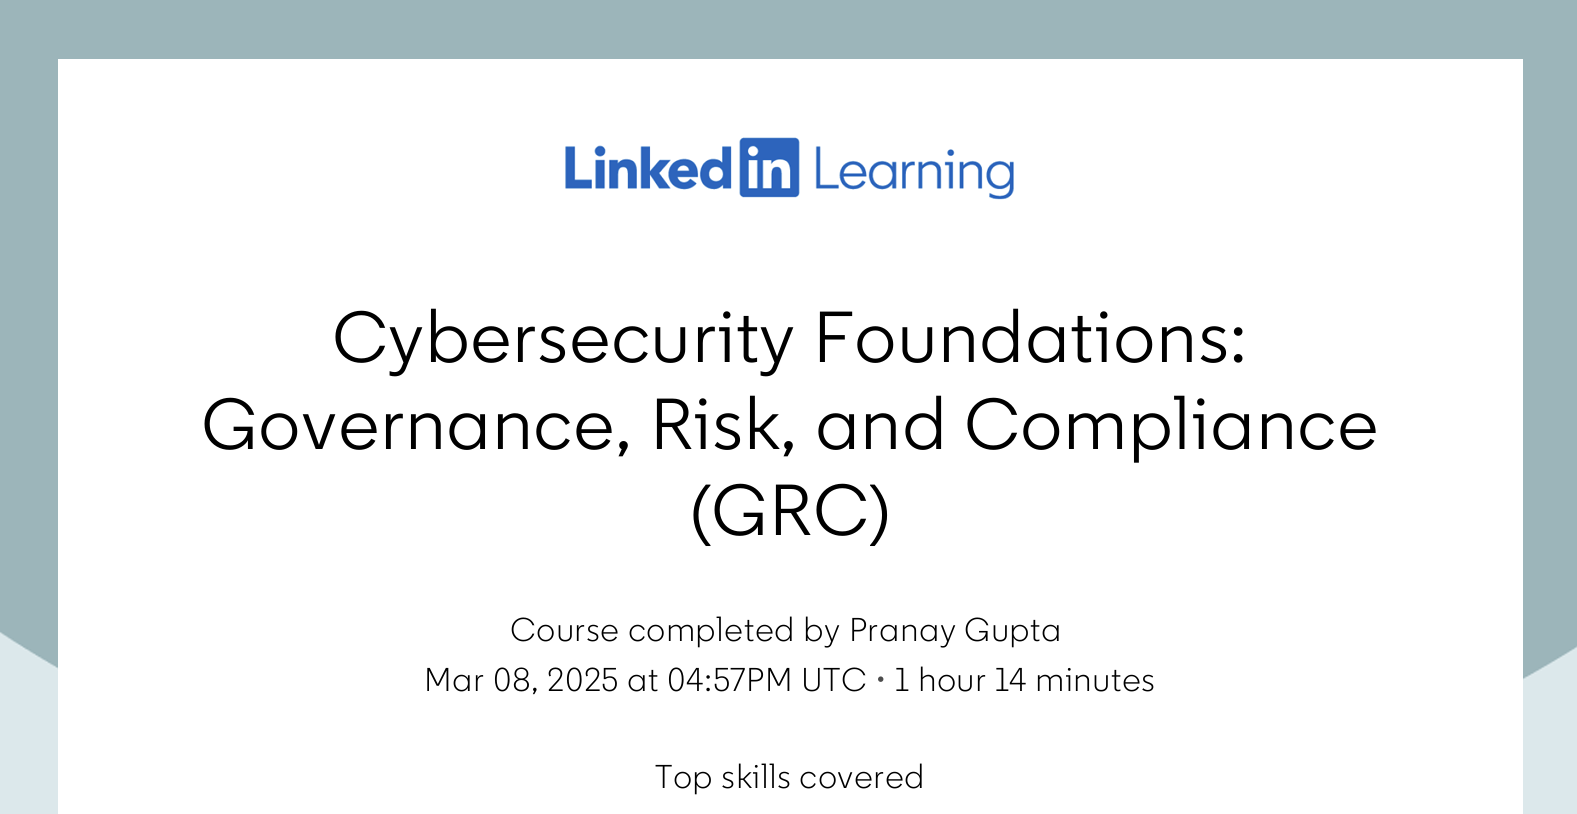 LinkedIn Learning
Cybersecurity Foundations:
Governance, Risk, and Compliance
(GRC)
Course completed by Pranay Gupta
Mar 08, 2025 at 04:57PM UTC • 1 hour 14 minutes
Top skills covered